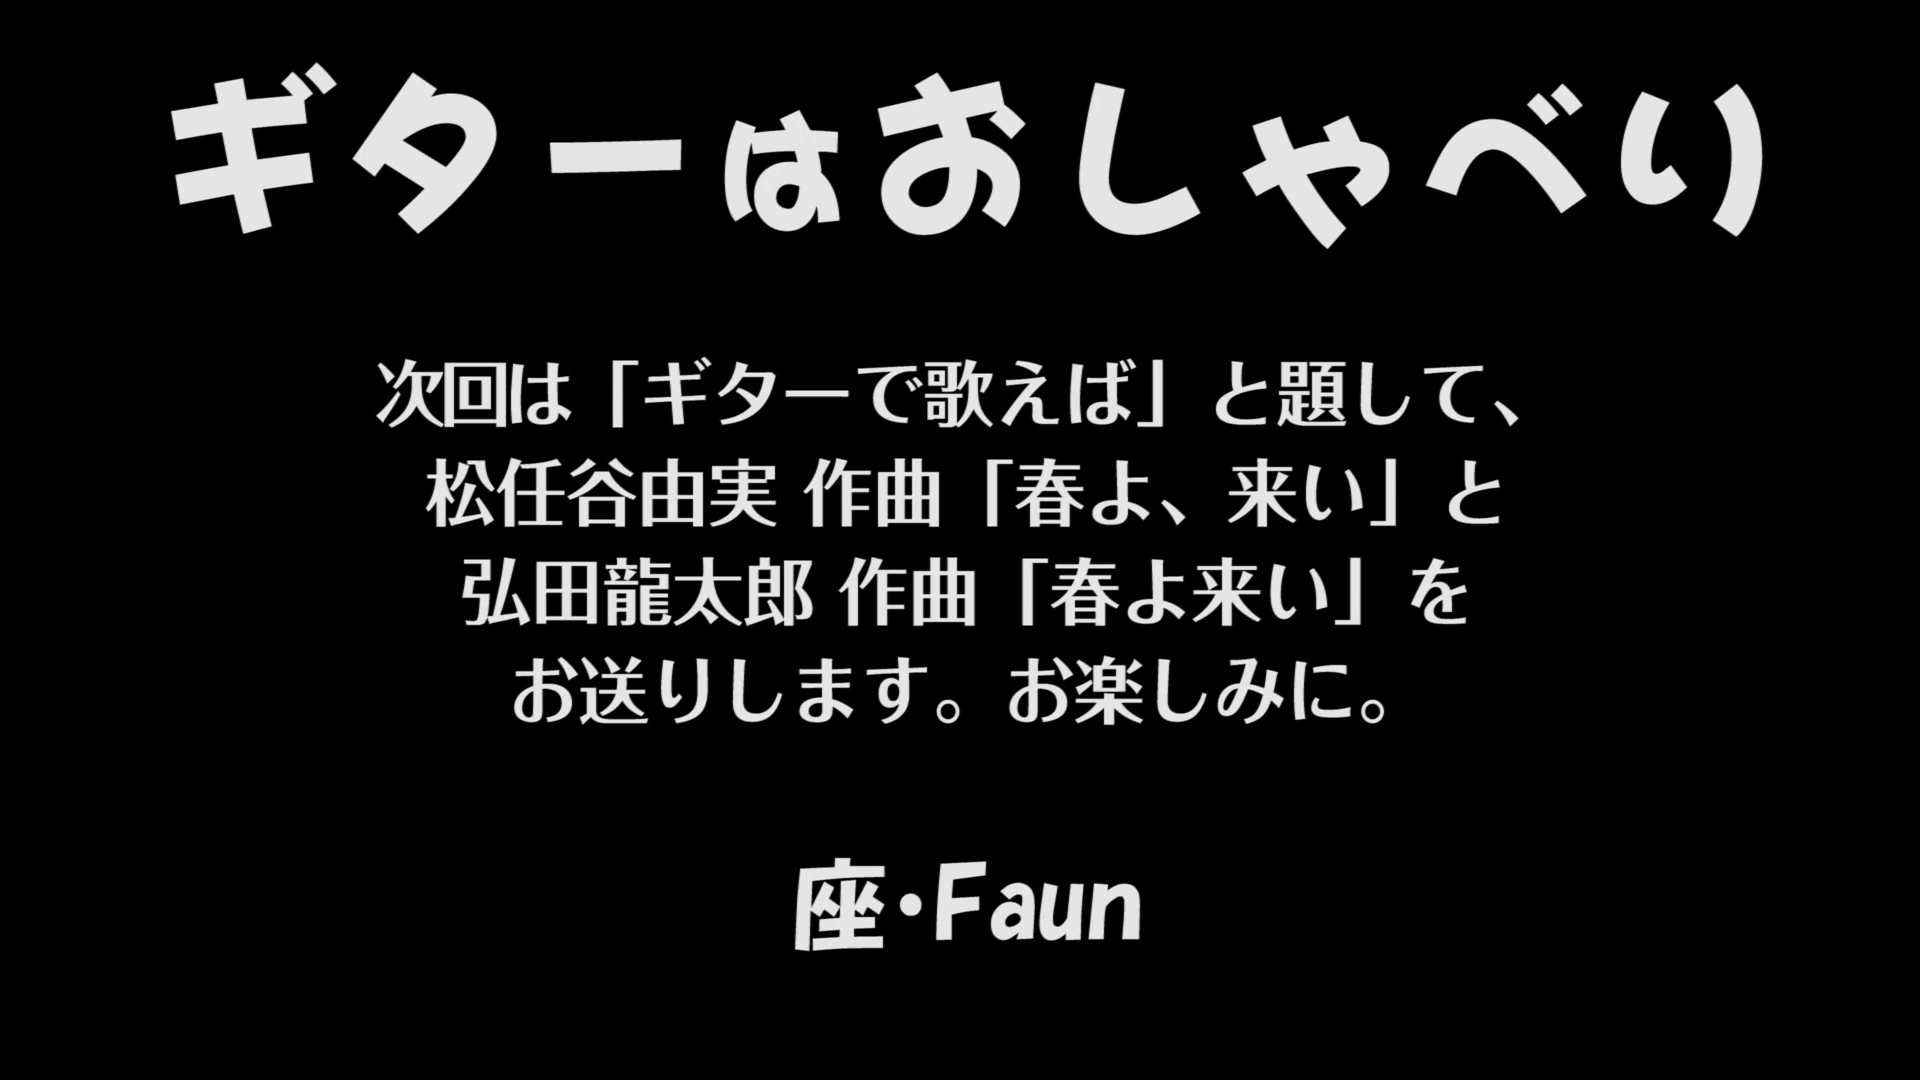 ギターはおしゃべり
次回は「ギターで歌えば」と題して、
松任谷由実 作曲「春よ、来い」と
弘田龍太郎 作曲「春よ来い」を
お送りします。お楽しみに。
座・Faun